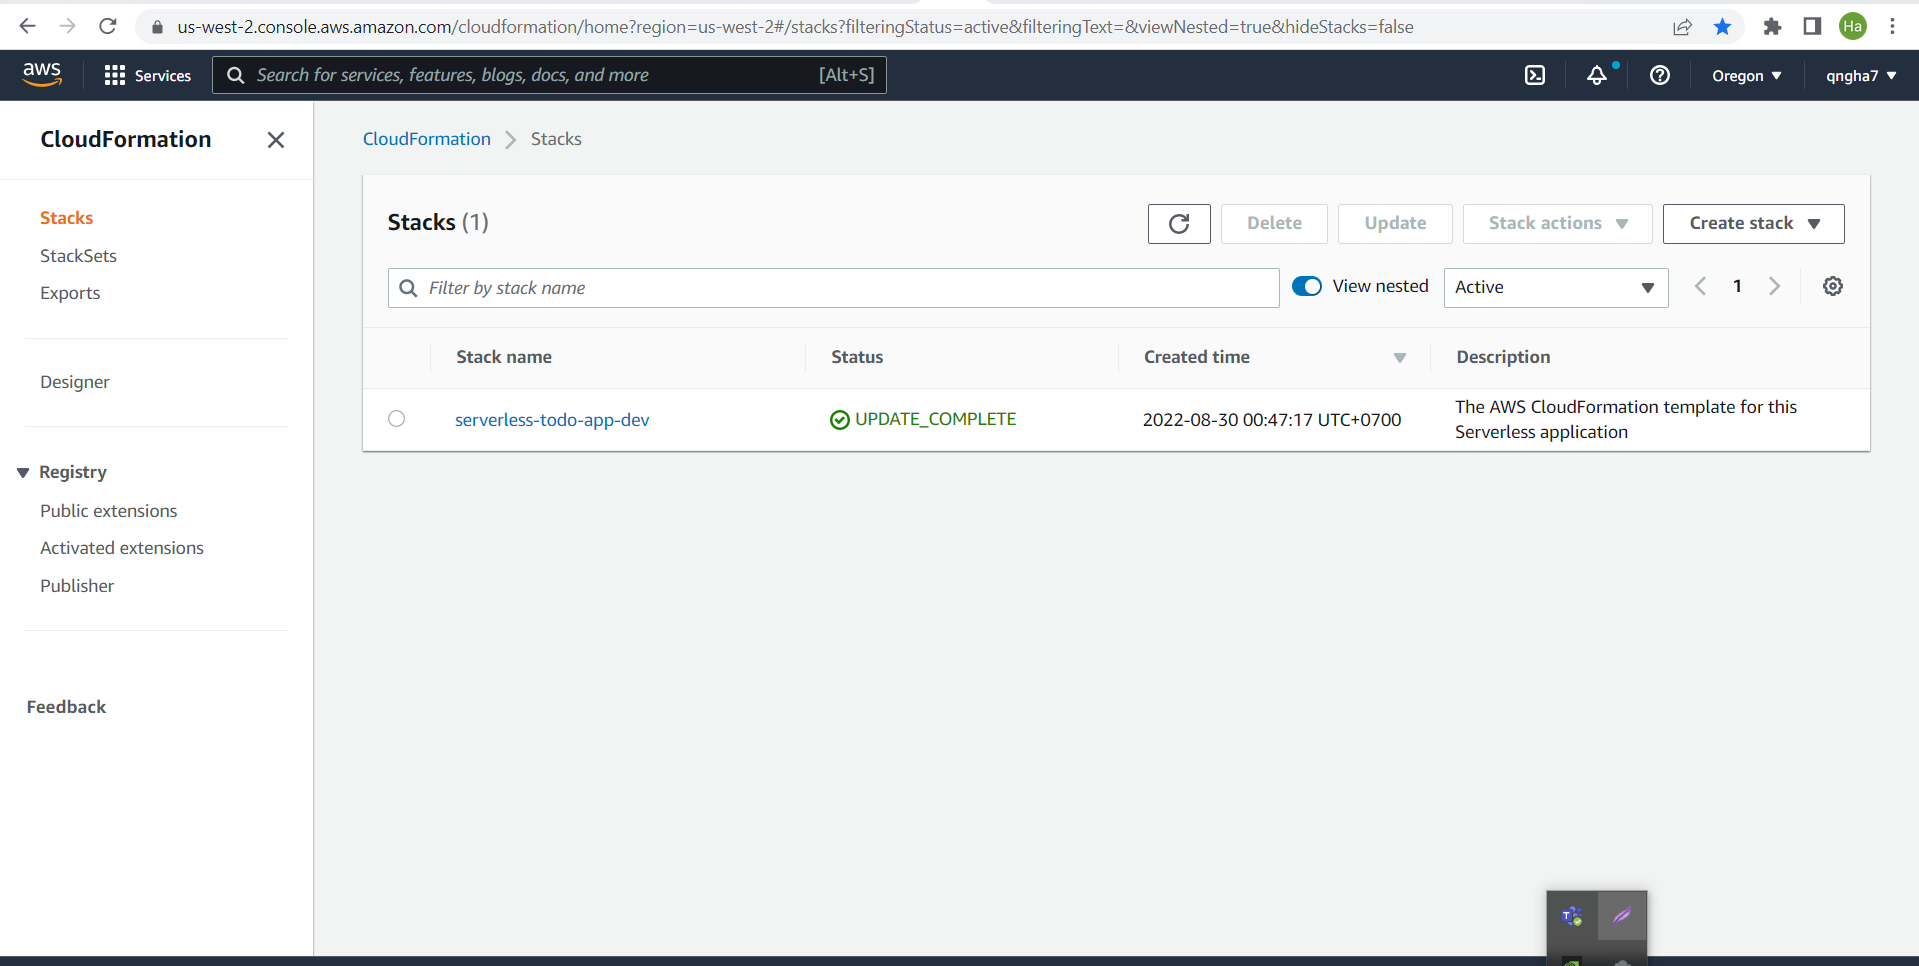 us-west-2.console.aws.amazon.com/cloudformation/home?region=us-west-2#/stacks?filteringStatus=active&filteringText=&viewNested=true&hideStacks=false
Ha
aws
Services
Search for services, features, blogs, docs, and more
[Alt+S]
Oregon
qngha7
CloudFormation
Stacks
StackSets
Exports
Designer
Registry
Public extensions
Activated extensions
Publisher
Feedback
CloudFormation
Stacks
Stacks (1)
Delete
Update
Stack actions
Create stack
Filter by stack name
View nested
Active
1
Stack name
Status
Created time
Description
serverless-todo-app-dev
UPDATE_COMPLETE
2022-08-30 00:47:17 UTC+0700
The AWS CloudFormation template for this
Serverless application